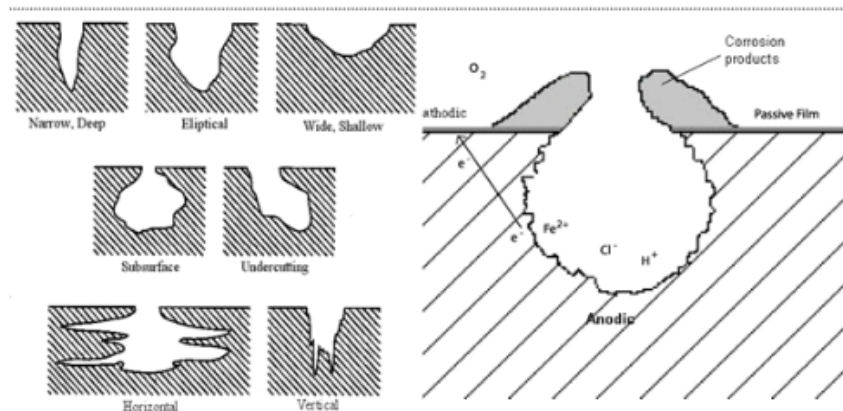 Narrow, Deep
Eliptical
Wide, Shallow
Subsurface
Undercutting
Horizontal
Vertical
O2
Corrosion
products
athodic
Passive Film
e-
e-
Fe2+
Cl-
H+
Anodic